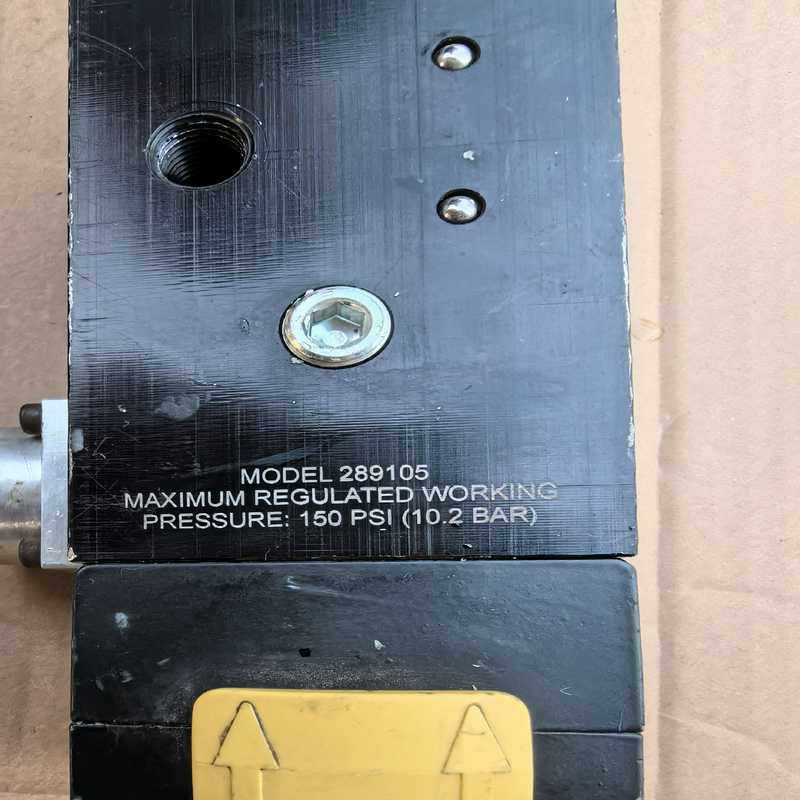 MODEL 289105
MAXIMUM REGULATED WORKING
PRESSURE: 150 PSI (10.2 BAR)